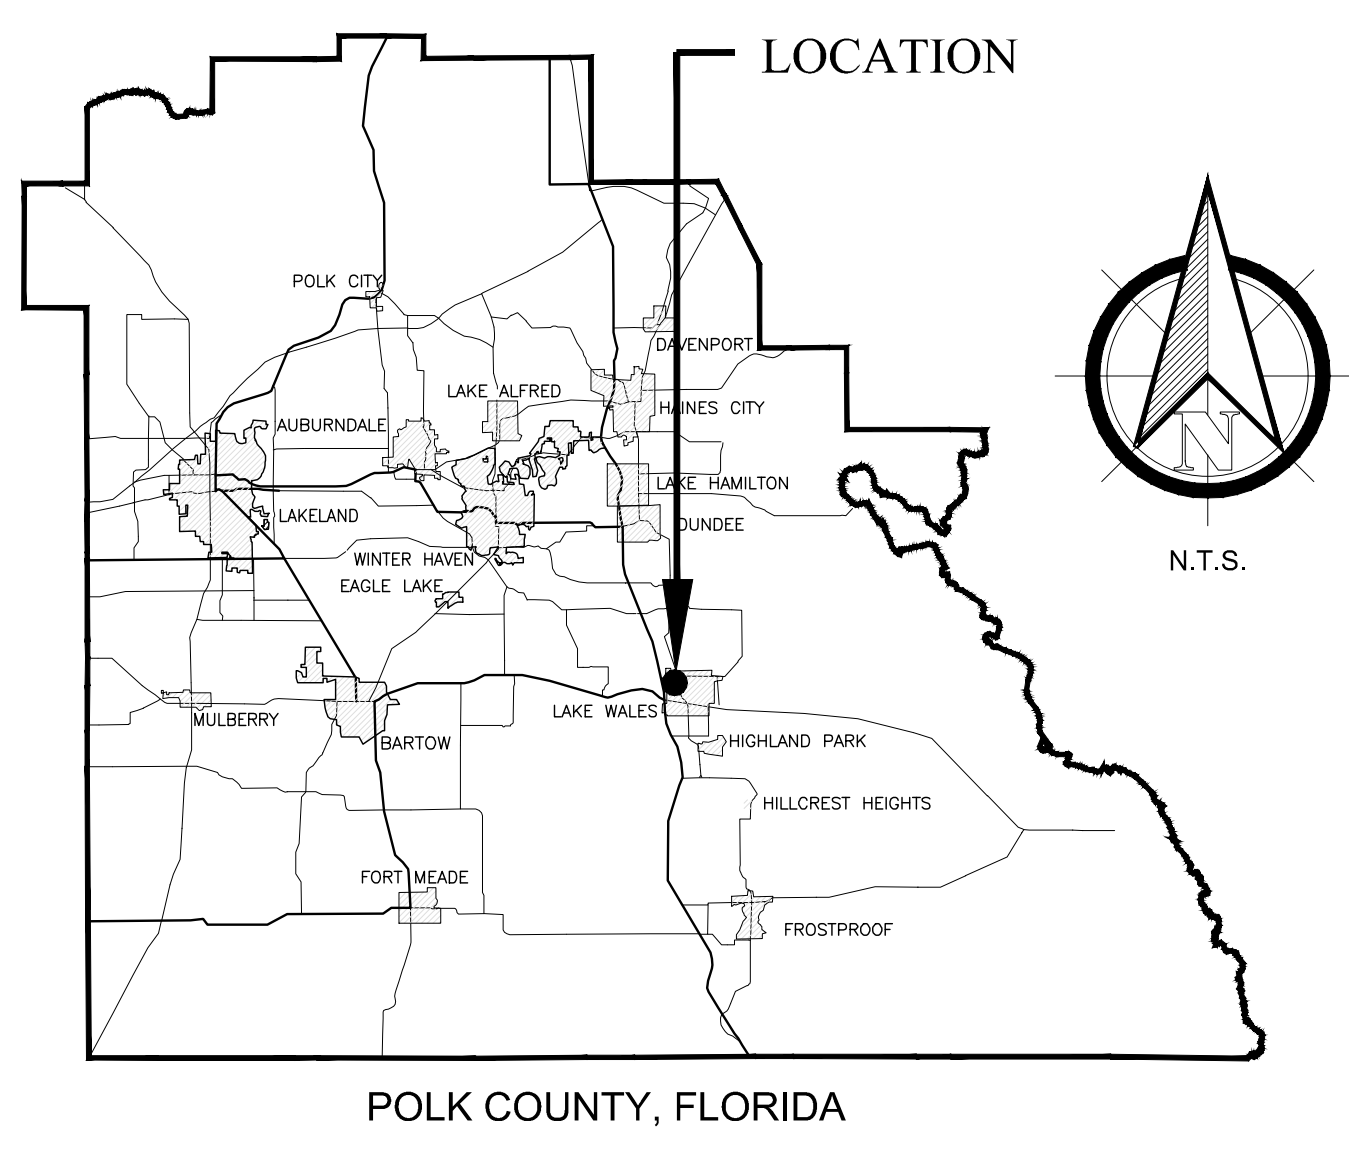 LOCATION
POLK CITY
DAVENPORT
LAKE ALFRED
HAINES CITY
AUBURNDALE
N
LAKE HAMILTON
LAKELAND
DUNDEE
WINTER HAVEN
N.T.S.
EAGLE LAKE
LAKE WALES
MULBERRY
BARTOW
HIGHLAND PARK
HILLCREST HEIGHTS
FORT MEADE
FROSTPROOF
POLK COUNTY, FLORIDA